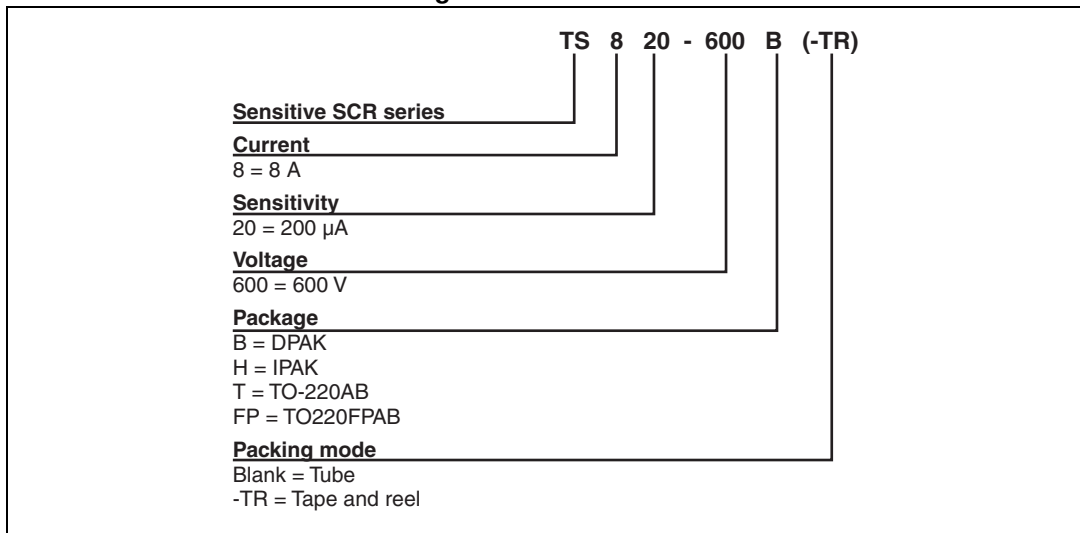 TS 8 20 - 600 B (-TR)
Sensitive SCR series
Current
8 = 8 A
Sensitivity
20 = 200 µA
Voltage
600 = 600 V
Package
B = DPAK
H = IPAK
T = TO-220AB
FP = TO220FPAB
Packing mode
Blank = Tube
-TR = Tape and reel